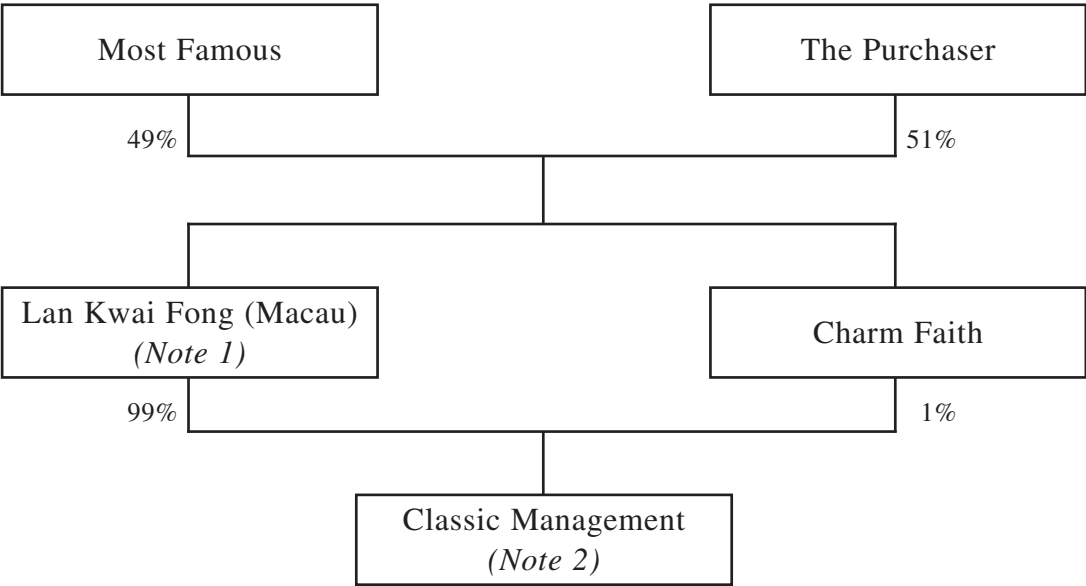 Most Famous
The Purchaser
49%
51%
Lan Kwai Fong (Macau)
(Note 1)
Charm Faith
99%
1%
Classic Management
(Note 2)